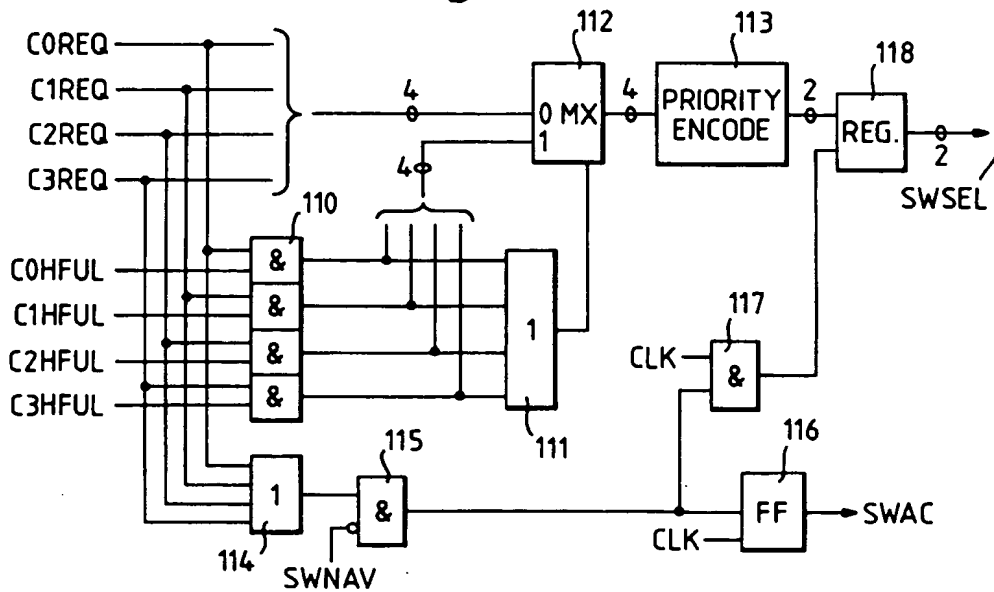 112
113
118
C0REQ
C1REQ
C2REQ
C3REQ
4
0 MX
1
4
PRIORITY
ENCODE
2
REG.
2
SWSEL
4
110
C0HFUL
&
C1HFUL
&
C2HFUL
&
C3HFUL
&
1
111
117
CLK
&
115
116
1
&
FF
SWAC
CLK
114
SWNAV